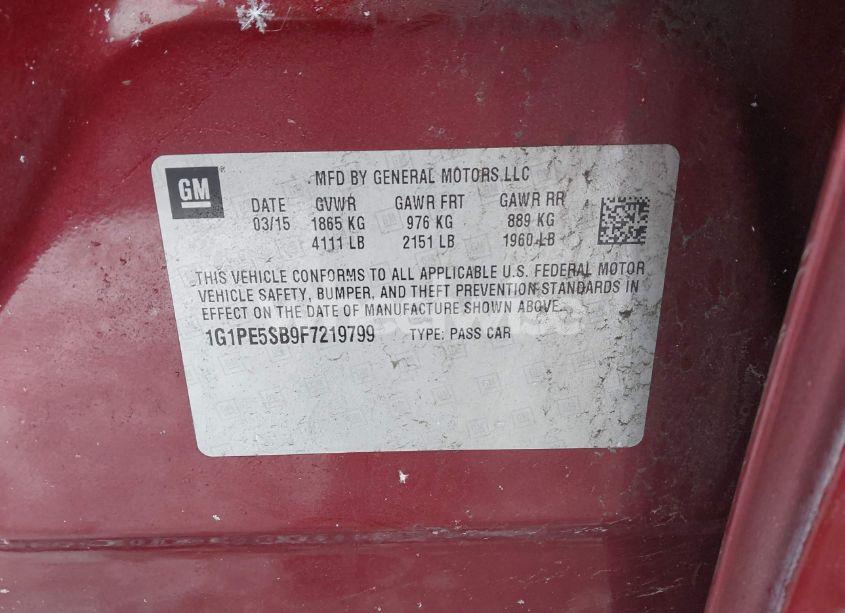 GM
MFD BY GENERAL MOTORS LLC
DATE GVWR GAWR FRT GAWR RR
03/15 1865 KG 976 KG 889 KG
4111 LB 2151 LB 1960 LB
THIS VEHICLE CONFORMS TO ALL APPLICABLE U.S. FEDERAL MOTOR
VEHICLE SAFETY, BUMPER, AND THEFT PREVENTION STANDARDS IN
EFFECT ON THE DATE OF MANUFACTURE SHOWN ABOVE.
1G1PE5SB9F7219799 TYPE: PASS CAR